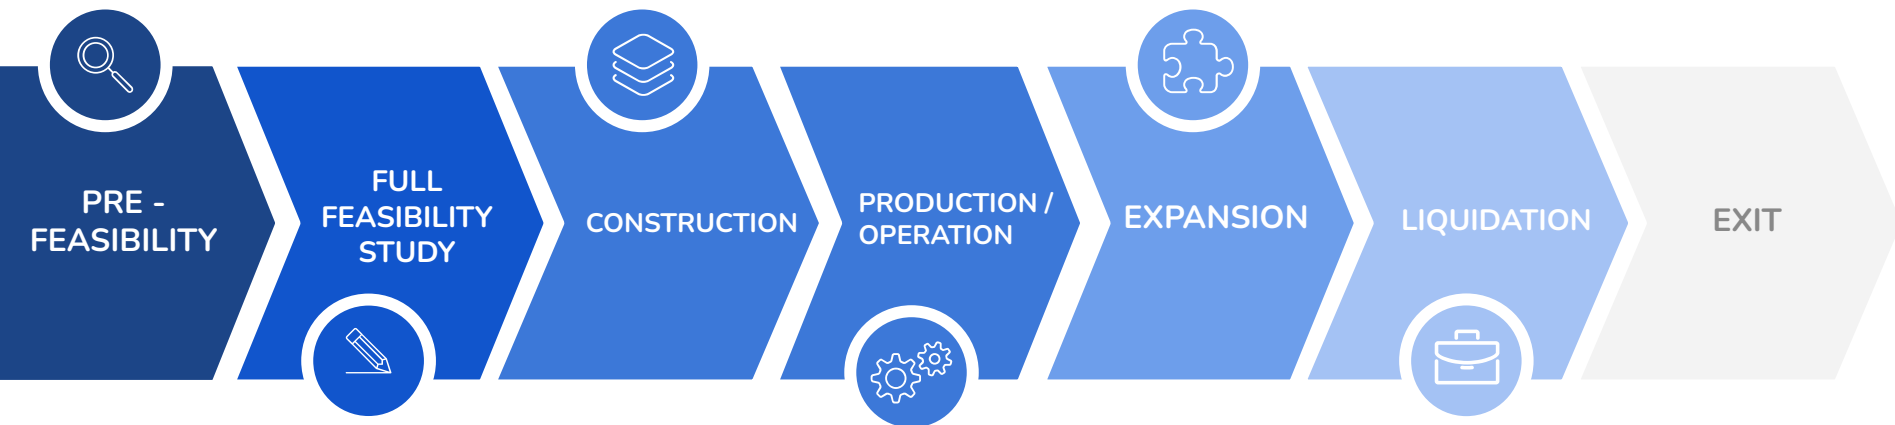 PRE -
FEASIBILITY
FULL
FEASIBILITY
STUDY
CONSTRUCTION
PRODUCTION /
OPERATION
EXPANSION
LIQUIDATION
EXIT